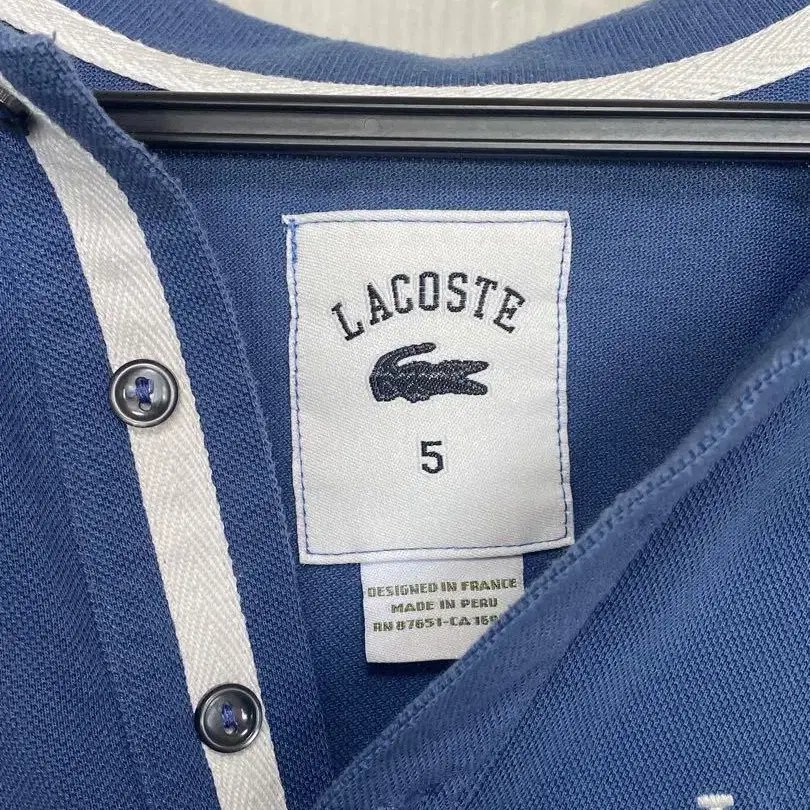 LACOSTE
5
DESIGNED IN FRANCE
MADE IN PERU
RN 87651-CA